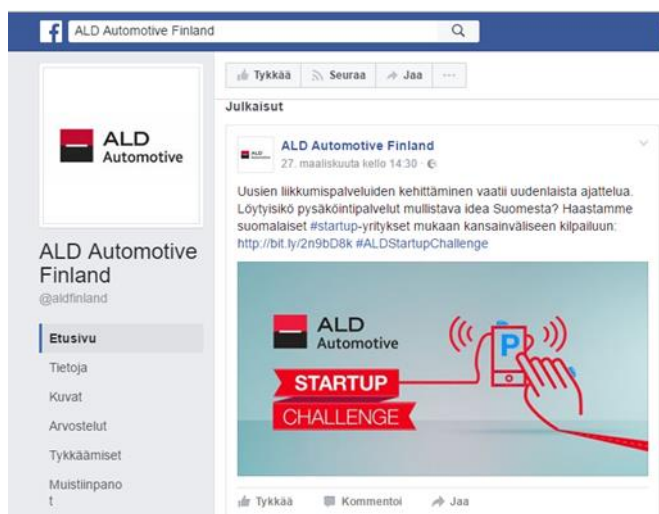 ALD Automotive Finland
Tykkää
Seuraa
Jaa
...
ALD
Automotive
ALD Automotive
Finland
@aldfinland
Etusivu
Tietoja
Kuvat
Arvostelut
Tykkäämiset
Muistiinpano
t
Julkaisut
ALD Automotive Finland
27. maaliskuuta kello 14:30 ·
Uusien liikkumispalveluiden kehittäminen vaatii uudenlaista ajattelua.
Löytyisikö pysäköintipalvelut mullistava idea Suomesta? Haastamme
suomalaiset #startup-yritykset mukaan kansainväliseen kilpailuun:
http://bit.ly/2n9bD8k #ALDStartupChallenge
ALD
Automotive
STARTUP
CHALLENGE
P
Tykkää
Kommentoi
Jaa